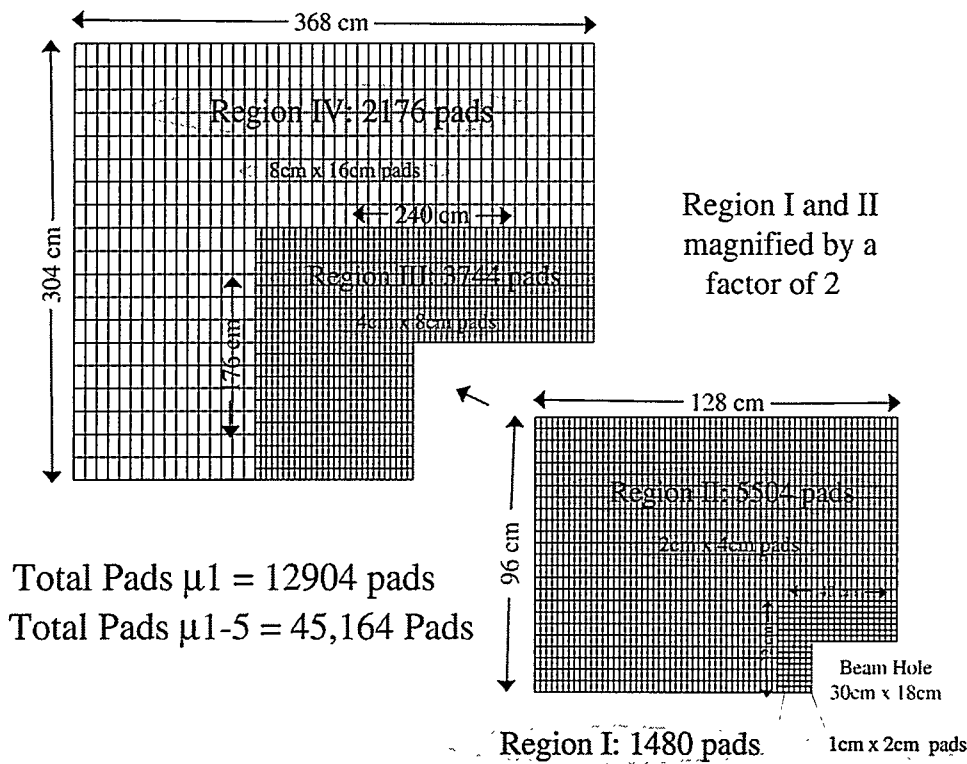 368 cm
304 cm
Region IV: 2176 pads
8cm x 16cm pads
240 cm
Region III: 3744 pads
4cm x 8cm pads
176 cm
Region I and II
magnified by a
factor of 2
128 cm
96 cm
Region II: 5504 pads
2cm x 4cm pads
Beam Hole
30cm x 18cm
Total Pads μ1 = 12904 pads
Total Pads μ1-5 = 45,164 Pads
Region I: 1480 pads
1cm x 2cm pads